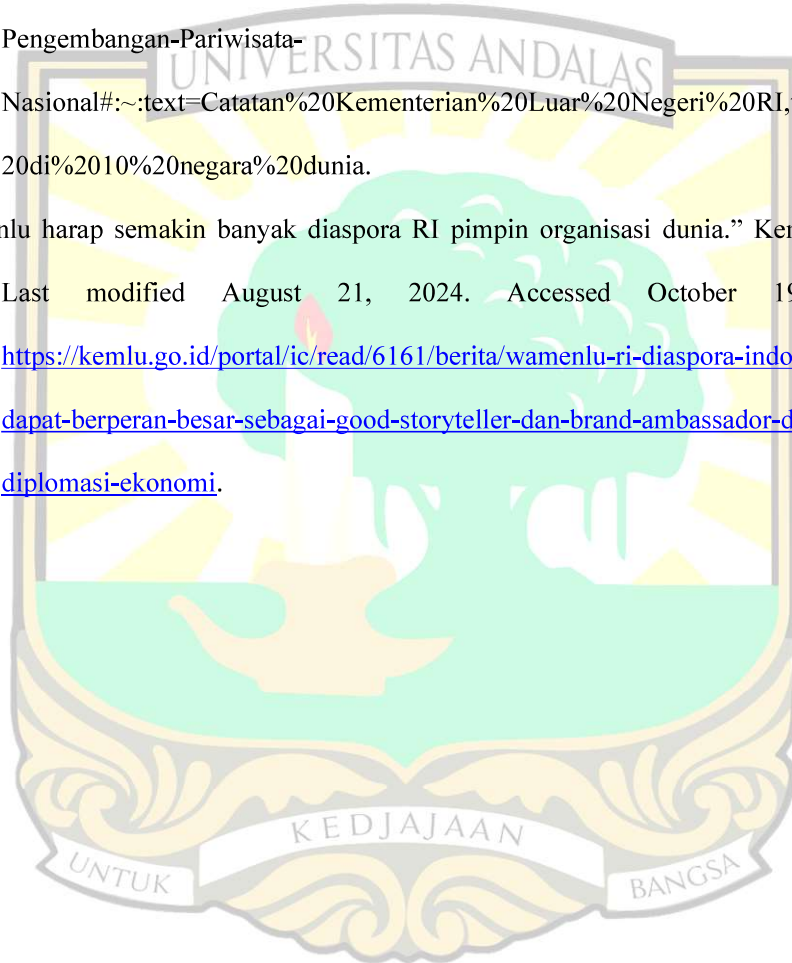 Pengembangan-Pariwisata-
UNIVERSITAS ANDALAS
Nasional#:~:text=Catatan%20Kementerian%20Luar%20Negeri%20RI,
20di%2010%20negara%20dunia.
nlu harap semakin banyak diaspora RI pimpin organisasi dunia.” Ken
Last modified August 21, 2024. Accessed October 19
https://kemlu.go.id/portal/ic/read/6161/berita/wamenlu-ri-diaspora-indo
dapat-berperan-besar-sebagai-good-storyteller-dan-brand-ambassador-d
diplomasi-ekonomi.
KEDJAJAAN
UNTUK BANGSA